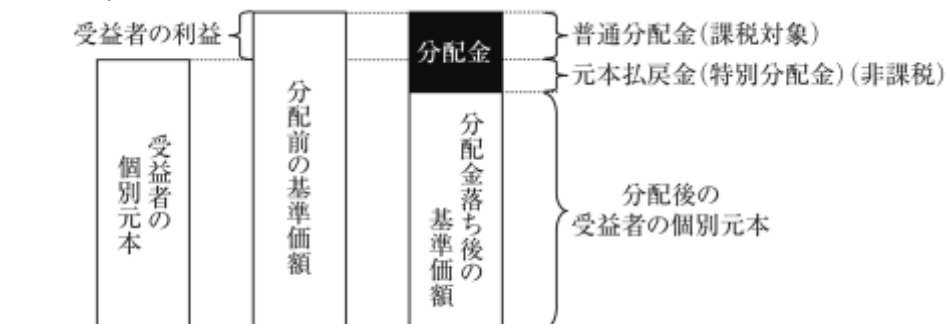 受益者の利益
受益者の
個別元本
分配前の基準価額
分配金
分配金落ち後の
基準価額
普通分配金(課税対象)
元本払戻金(特別分配金)(非課税)
分配後の
受益者の個別元本